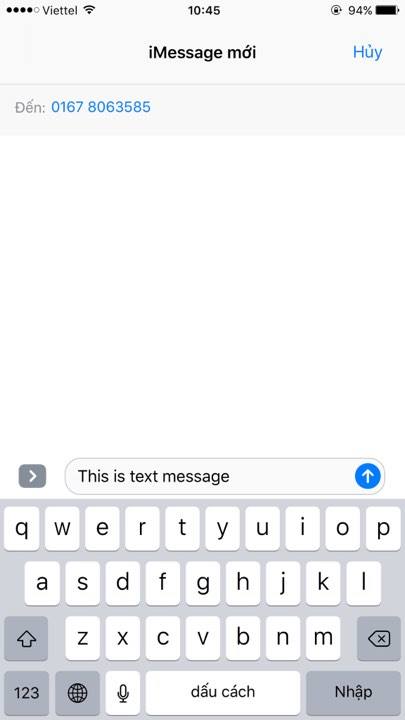 Viettel 10:45 94%
iMessage mới Hủy
Đến: 0167 8063585
This is text message
q w e r t y u i o p
a s d f g h j k l
z x c v b n m
123 dấu cách Nhập